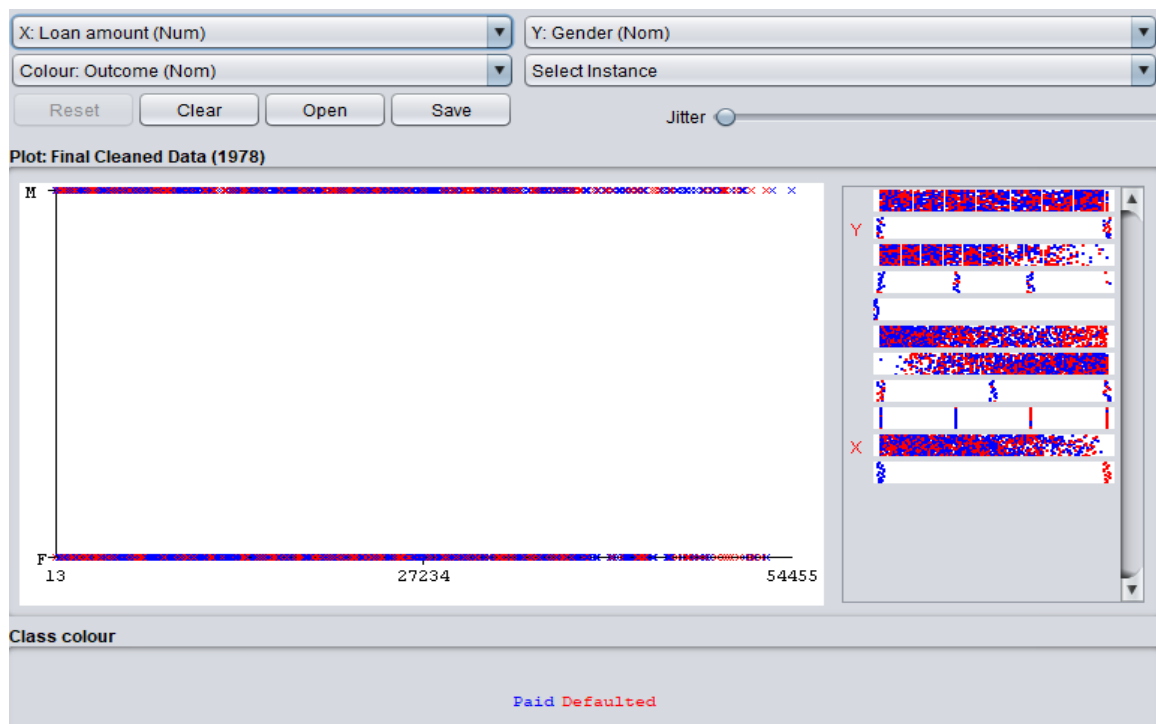 X: Loan amount (Num) Y: Gender (Nom)
Colour: Outcome (Nom) Select Instance
Reset Clear Open Save Jitter
Plot: Final Cleaned Data (1978)
M
Y
X
F
13 27234 54455
Class colour
Paid Defaulted